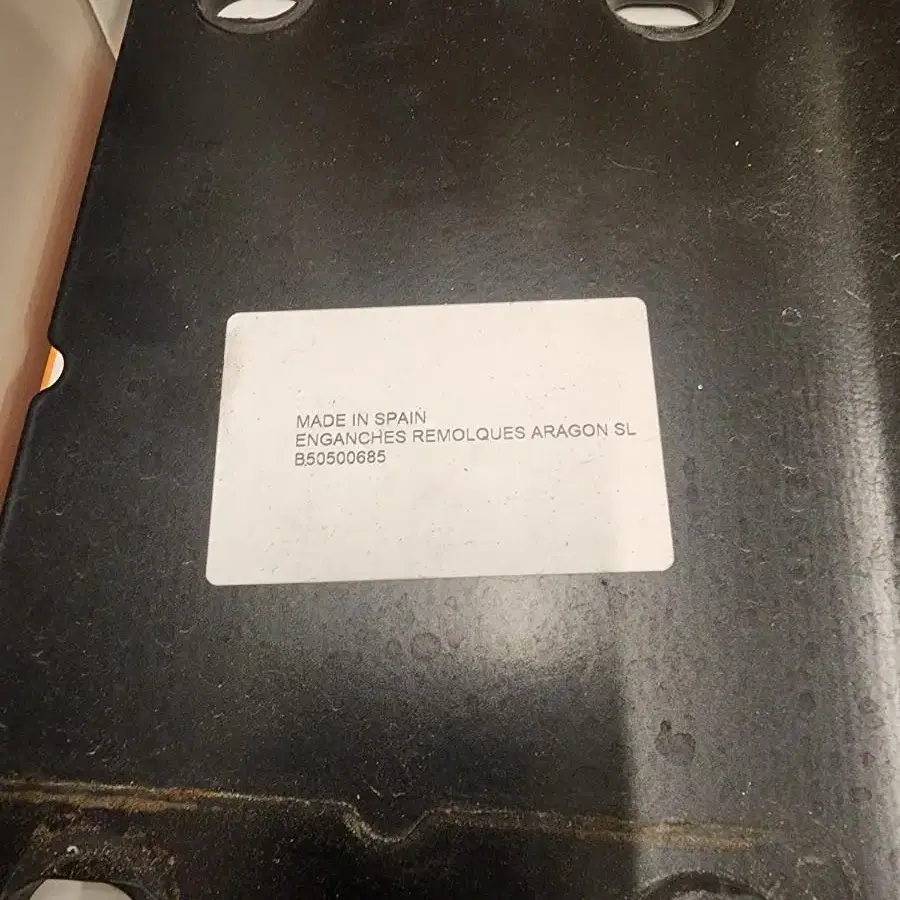 MADE IN SPAIN
ENGANCHES REMOLQUES ARAGON SL
B50500685